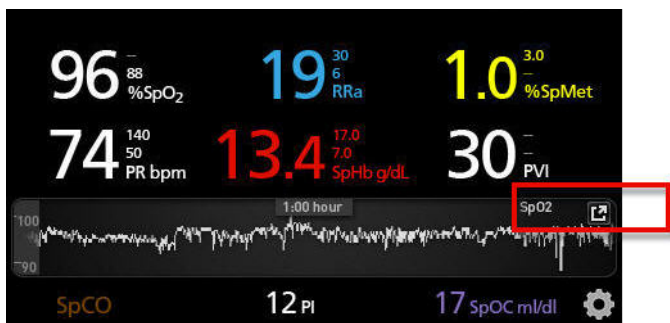 96 – 88 %SpO₂
19 30 6 RRa
1.0 3.0 – %SpMet
74 140 50 PR bpm
13.4 17.0 7.0 SpHb g/dL
30 – – PVI
1:00 hour
SpO2
100
90
SpCO
12 PI
17 SpOC ml/dl